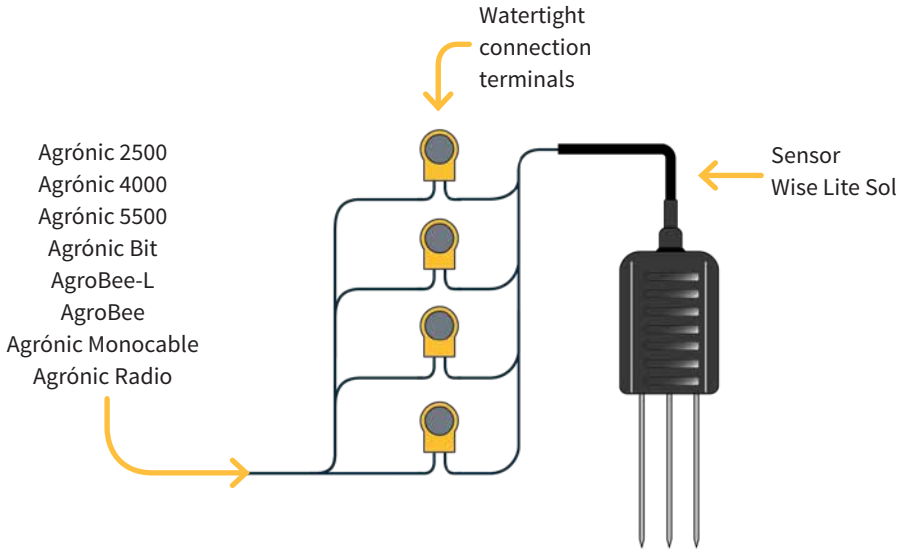 Watertight
connection
terminals
Agrónic 2500
Agrónic 4000
Agrónic 5500
Agrónic Bit
AgroBee-L
AgroBee
Agrónic Monocable
Agrónic Radio
Sensor
Wise Lite Sol